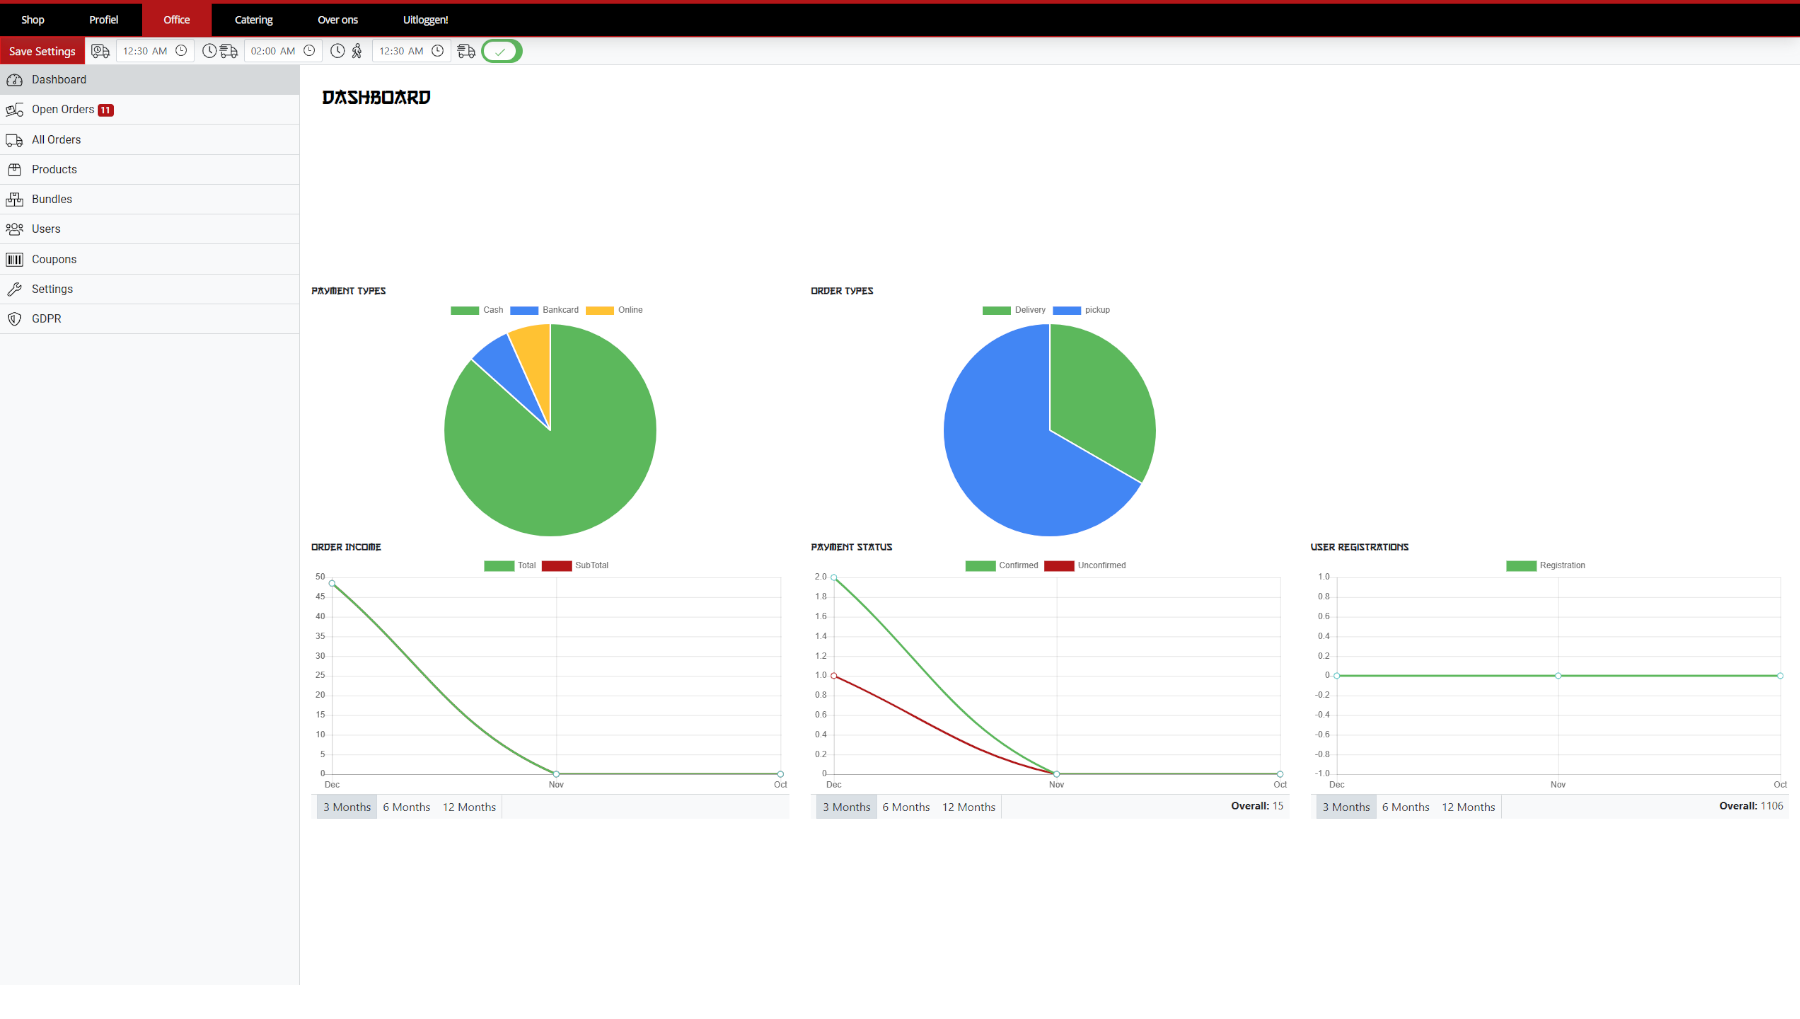 Shop Profiel Office Catering Over ons Uitloggen!
Save Settings 12:30 AM 02:00 AM 12:30 AM
Dashboard
Open Orders 11
All Orders
Products
Bundles
Users
Coupons
Settings
GDPR
DASHBOARD
PAYMENT TYPES
Cash Bankcard Online
ORDER TYPES
Delivery pickup
ORDER INCOME
Total SubTotal
50
45
40
35
30
25
20
15
10
5
0
Dec Nov Oct
3 Months 6 Months 12 Months
PAYMENT STATUS
Confirmed Unconfirmed
2.0
1.8
1.6
1.4
1.2
1.0
0.8
0.6
0.4
0.2
0
Dec Nov Oct
3 Months 6 Months 12 Months Overall: 15
USER REGISTRATIONS
Registration
1.0
0.8
0.6
0.4
0.2
0
-0.2
-0.4
-0.6
-0.8
-1.0
Dec Nov Oct
3 Months 6 Months 12 Months Overall: 1106